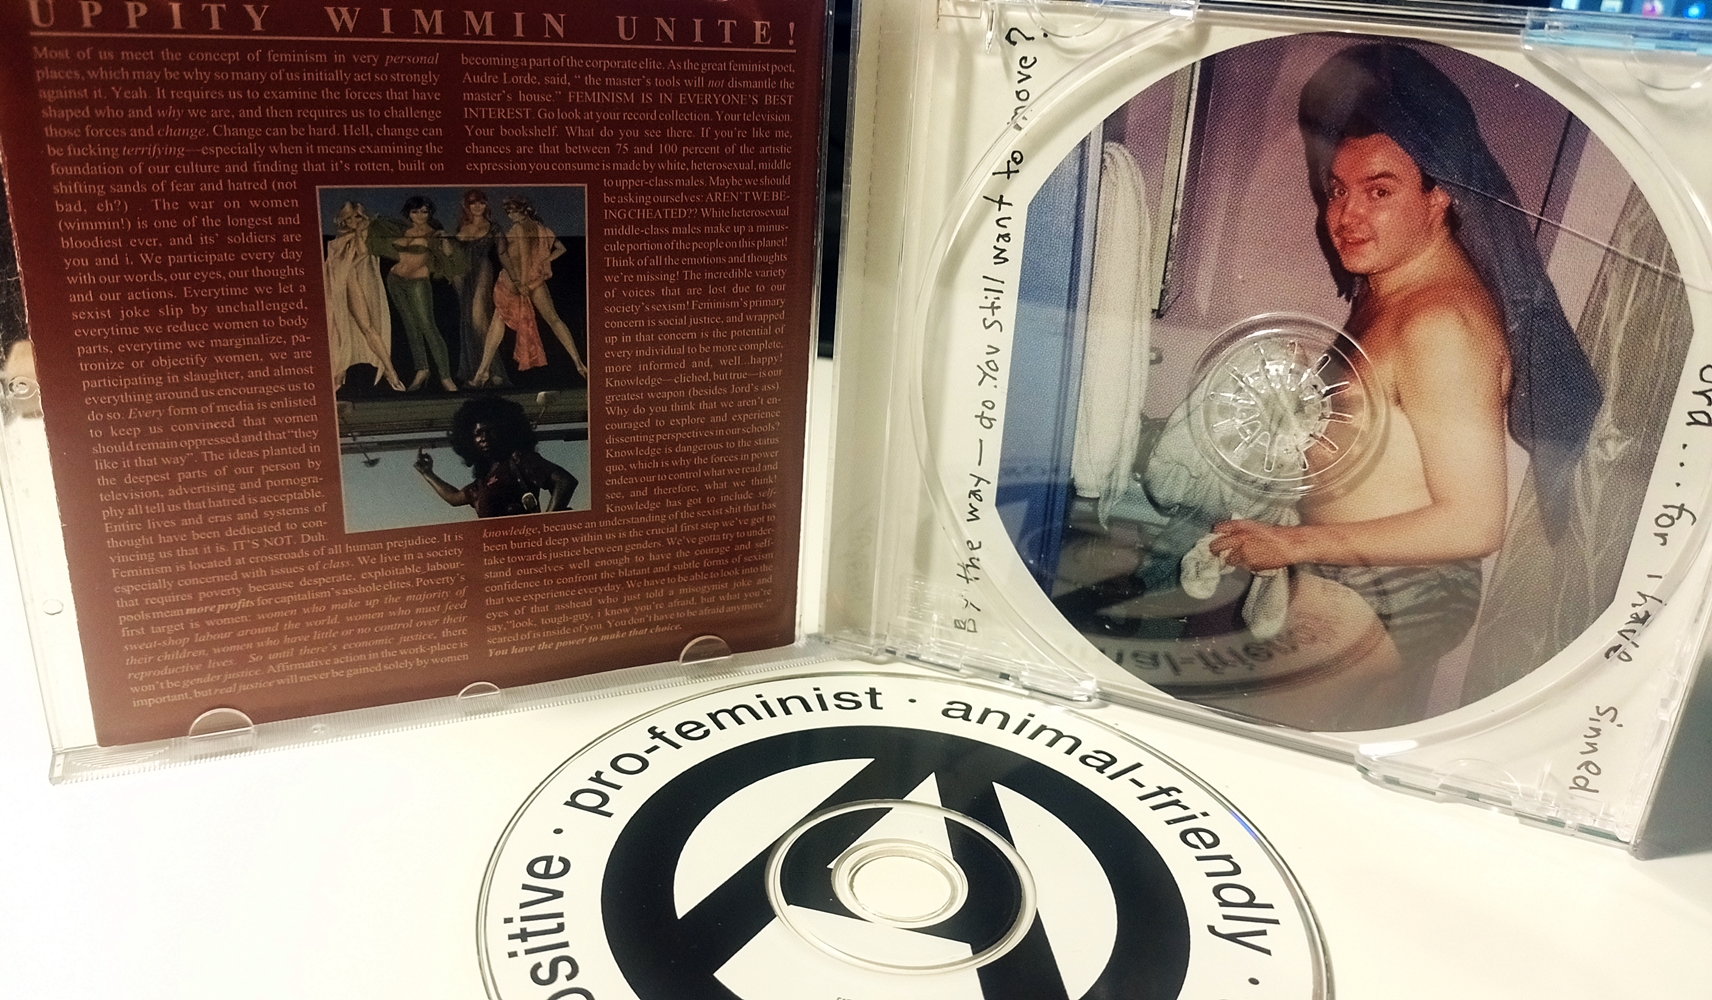 UPPITY WIMMIN UNITE!
Most of us meet the concept of feminism in very personal
places, which may be why so many of us initially act so strongly
against it. Yeah. It requires us to examine the forces that have
shaped who and why we are, and then requires us to challenge
those forces and change. Change can be hard. Hell, change can
be fucking terrifying—especially when it means examining the
foundation of our culture and finding that it's rotten, built on
shifting sands of fear and hatred (not
bad, eh?) . The war on women
(wimmin!) is one of the longest and
bloodiest ever, and its' soldiers are
you and i. We participate every day
with our words, our eyes, our thoughts
and our actions. Everytime we let a
sexist joke slip by unchallenged,
everytime we reduce women to body
parts, everytime we marginalize, pa-
tronize or objectify women, we are
participating in slaughter, and almost
everything around us encourages us to
do so. Every form of media is enlisted
to keep us convinced that women
should remain oppressed and that "they
like it that way". The ideas planted in
the deepest parts of our person by
television, advertising and pornogra-
phy all tell us that hatred is acceptable.
Entire lives and eras and systems of
thought have been dedicated to con-
vincing us that it is. IT'S NOT. Duh.
Feminism is located at crossroads of all human prejudice. It is
especially concerned with issues of class. We live in a society
that requires poverty because desperate, exploitable labour-
pools mean more profits for capitalism's asshole elites. Poverty's
first target is women: women who make up the majority of
sweat-shop labour around the world, women who must feed
their children, women who have little or no control over their
reproductive lives. So until there's economic justice, there
won't be gender justice. Affirmative action in the work-place is
important, but real justice will never be gained solely by women
becoming a part of the corporate elite. As the great feminist poet,
Audre Lorde, said, " the master's tools will not dismantle the
master's house." FEMINISM IS IN EVERYONE'S BEST
INTEREST. Go look at your record collection. Your television.
Your bookshelf. What do you see there. If you're like me,
chances are that between 75 and 100 percent of the artistic
expression you consume is made by white, heterosexual, middle
to upper-class males. Maybe we should
be asking ourselves: AREN'T WE BE-
ING CHEATED?? White heterosexual
middle-class males make up a minus-
cule portion of the people on this planet!
Think of all the emotions and thoughts
we're missing! The incredible variety
of voices that are lost due to our
society's sexism! Feminism's primary
concern is social justice, and wrapped
up in that concern is the potential of
every individual to be more complete,
more informed and, well...happy!
Knowledge—cliched, but true—is our
greatest weapon (besides Jord's ass).
Why do you think that we aren't en-
couraged to explore and experience
dissenting perspectives in our schools?
Knowledge is dangerous to the status
quo, which is why the forces in power
endeavour to control what we read and
see, and therefore, what we think!
Knowledge has got to include self-
knowledge, because an understanding of the sexist shit that has
been buried deep within us is the crucial first step we've got to
take towards justice between genders. We've gotta try to under-
stand ourselves well enough to have the courage and self-
confidence to confront the blatant and subtle forms of sexism
that we experience everyday. We have to be able to look into the
eyes of that asshead who just told a misogynist joke and
say, "look, tough-guy, i know you're afraid, but what you're
scared of is inside of you. You don't have to be afraid anymore."
You have the power to make that choice.
By the way — do you still want to move?
for i have
sinned
nal-frien
pro-feminist · animal-friendly ·